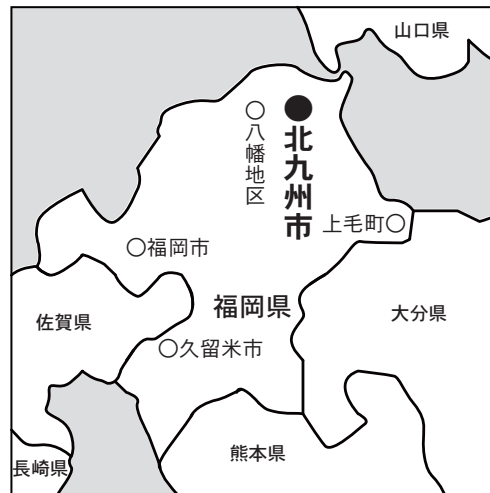 山口県
○八幡地区
●北九州市
上毛町○
○福岡市
福岡県
佐賀県
大分県
○久留米市
熊本県
長崎県